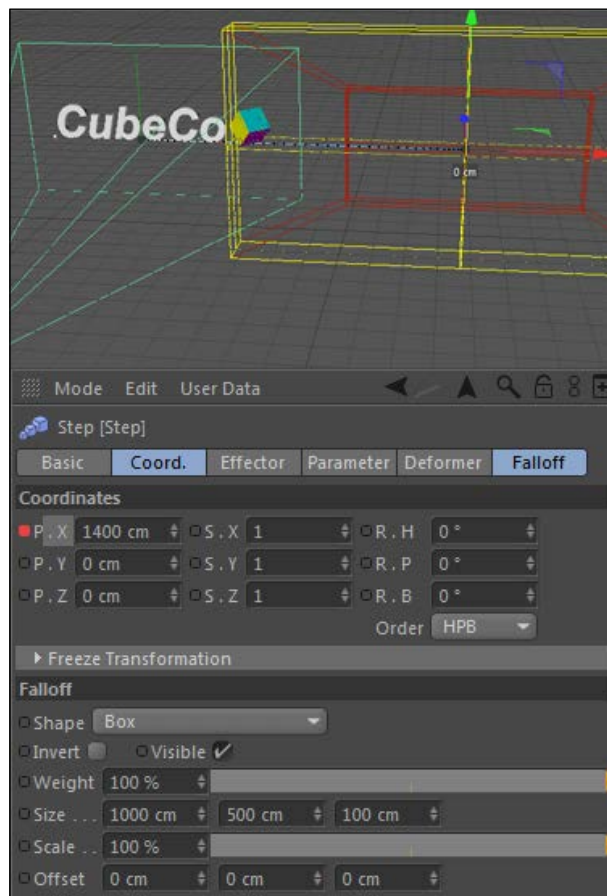 CubeCo
0 cm
Mode Edit User Data
Step [Step]
Basic Coord. Effector Parameter Deformer Falloff
Coordinates
P . X 1400 cm S . X 1 R . H 0 °
P . Y 0 cm S . Y 1 R . P 0 °
P . Z 0 cm S . Z 1 R . B 0 °
Order HPB
Freeze Transformation
Falloff
Shape Box
Invert Visible
Weight 100 %
Size . . . 1000 cm 500 cm 100 cm
Scale . . 100 %
Offset 0 cm 0 cm 0 cm